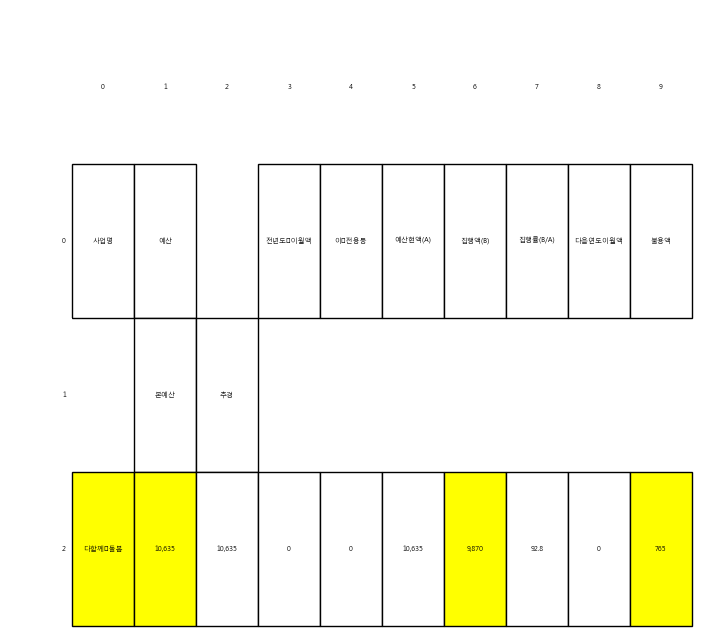 0 1 2 3 4 5 6 7 8 9
0 사업명 예산 전년도�이월액 이�전용등 예산현액(A) 집행액(B) 집행률(B/A) 다음연도이월액 불용액
1 본예산 추경
2 다함께�돌봄 10,635 10,635 0 0 10,635 9,870 92.8 0 765